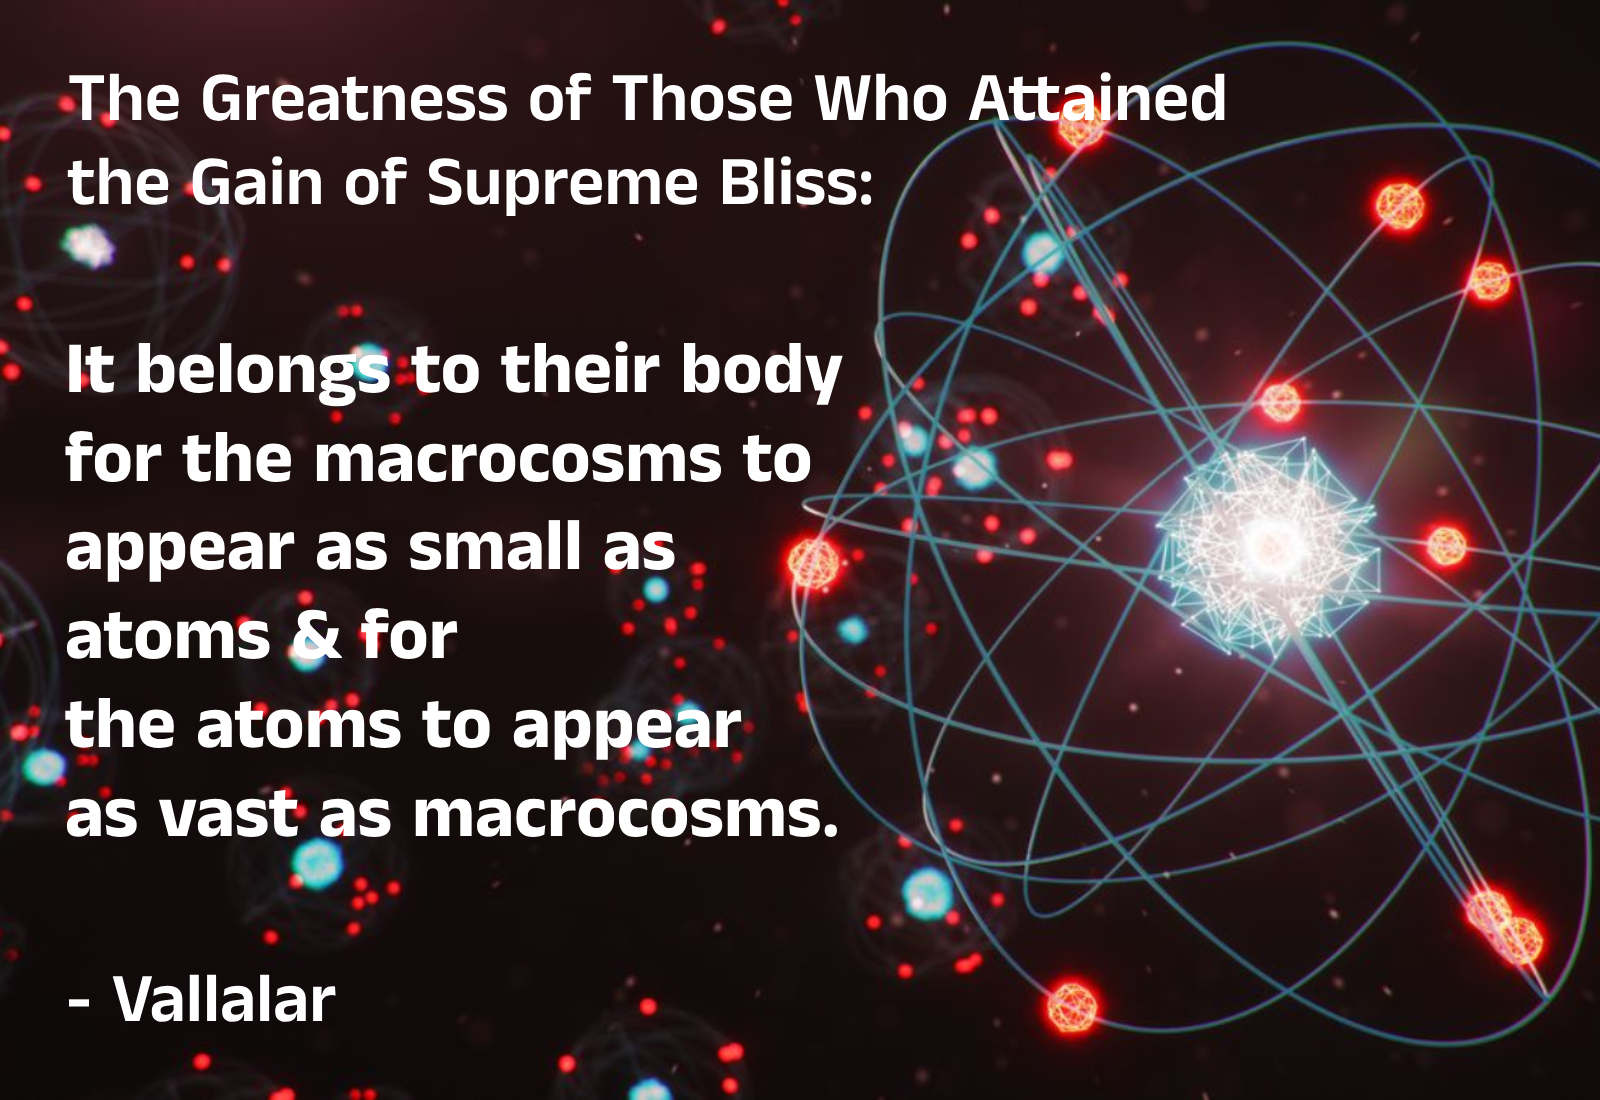 The Greatness of Those Who Attained
the Gain of Supreme Bliss:
It belongs to their body
for the macrocosms to
appear as small as
atoms & for
the atoms to appear
as vast as macrocosms.
- Vallalar